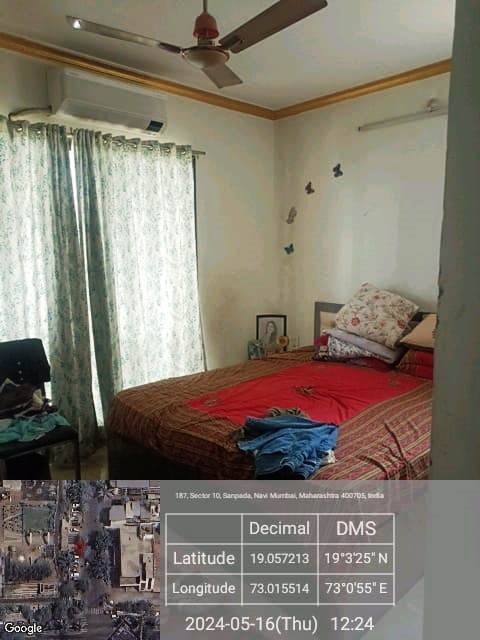 187, Sector 10, Sanpada, Navi Mumbai, Maharashtra 400705, India
Decimal DMS
Latitude 19.057213 19°3'25" N
Longitude 73.015514 73°0'55" E
2024-05-16(Thu) 12:24
Google